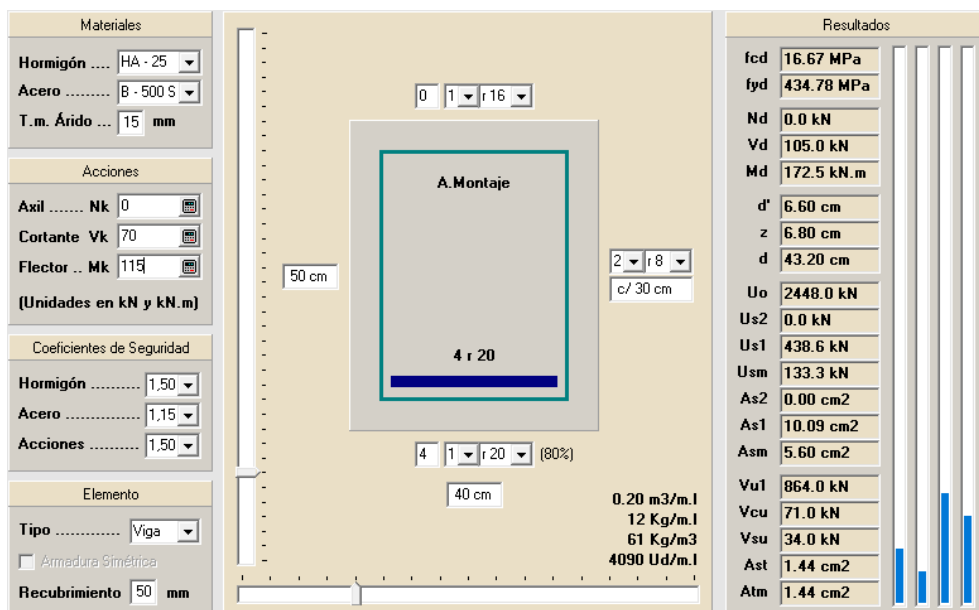 Materiales
Hormigón .... HA - 25
Acero ......... B - 500 S
T.m. Árido ... 15 mm
Acciones
Axil ....... Nk 0
Cortante Vk 70
Flector .. Mk 115
(Unidades en kN y kN.m)
Coeficientes de Seguridad
Hormigón .......... 1,50
Acero ............... 1,15
Acciones ........... 1,50
Elemento
Tipo ............. Viga
Armadura Simétrica
Recubrimiento 50 mm
0 1 r 16
A.Montaje
50 cm
2 r 8
c/ 30 cm
4 r 20
4 1 r 20 (80%)
40 cm
0.20 m3/m.l
12 Kg/m.l
61 Kg/m3
4090 Ud/m.l
Resultados
fcd 16.67 MPa
fyd 434.78 MPa
Nd 0.0 kN
Vd 105.0 kN
Md 172.5 kN.m
d' 6.60 cm
z 6.80 cm
d 43.20 cm
Uo 2448.0 kN
Us2 0.0 kN
Us1 438.6 kN
Usm 133.3 kN
As2 0.00 cm2
As1 10.09 cm2
Asm 5.60 cm2
Vu1 864.0 kN
Vcu 71.0 kN
Vsu 34.0 kN
Ast 1.44 cm2
Atm 1.44 cm2